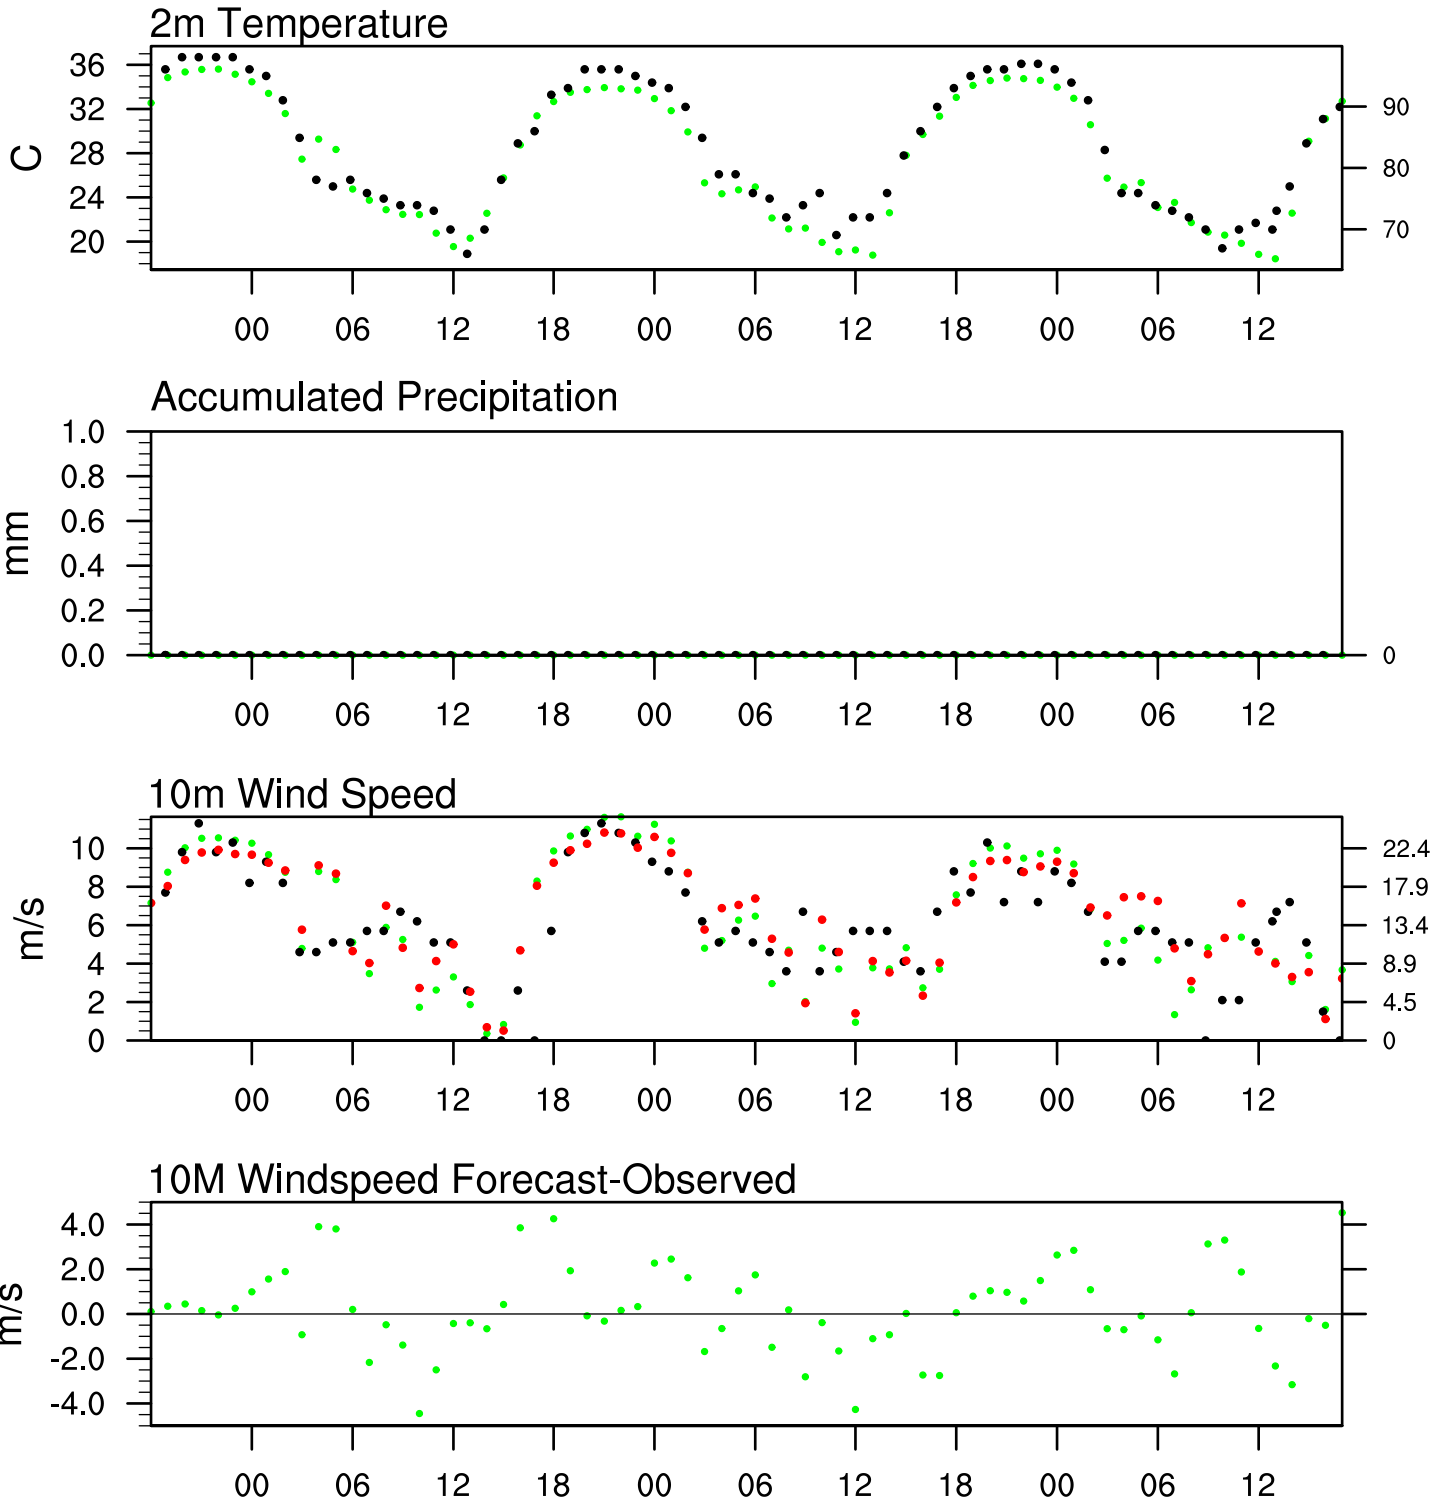 2m Temperature
C
36
32
28
24
20
90
80
70
00 06 12 18 00 06 12 18 00 06 12
Accumulated Precipitation
mm
1.0
0.8
0.6
0.4
0.2
0.0
0
00 06 12 18 00 06 12 18 00 06 12
10m Wind Speed
m/s
10
8
6
4
2
0
22.4
17.9
13.4
8.9
4.5
0
00 06 12 18 00 06 12 18 00 06 12
10M Windspeed Forecast-Observed
m/s
4.0
2.0
0.0
-2.0
-4.0
00 06 12 18 00 06 12 18 00 06 12